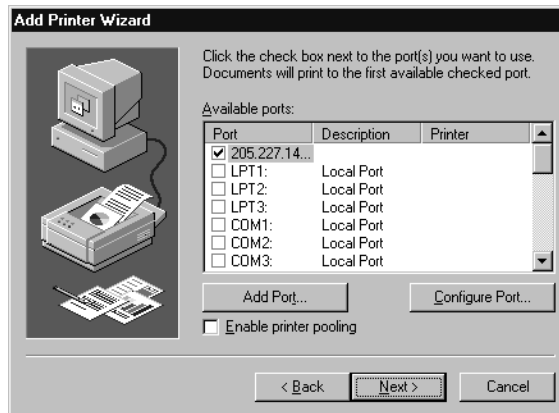 Add Printer Wizard
Click the check box next to the port(s) you want to use.
Documents will print to the first available checked port.
Available ports:
Port Description Printer
205.227.14...
LPT1: Local Port
LPT2: Local Port
LPT3: Local Port
COM1: Local Port
COM2: Local Port
COM3: Local Port
Add Port... Configure Port...
Enable printer pooling
< Back Next > Cancel